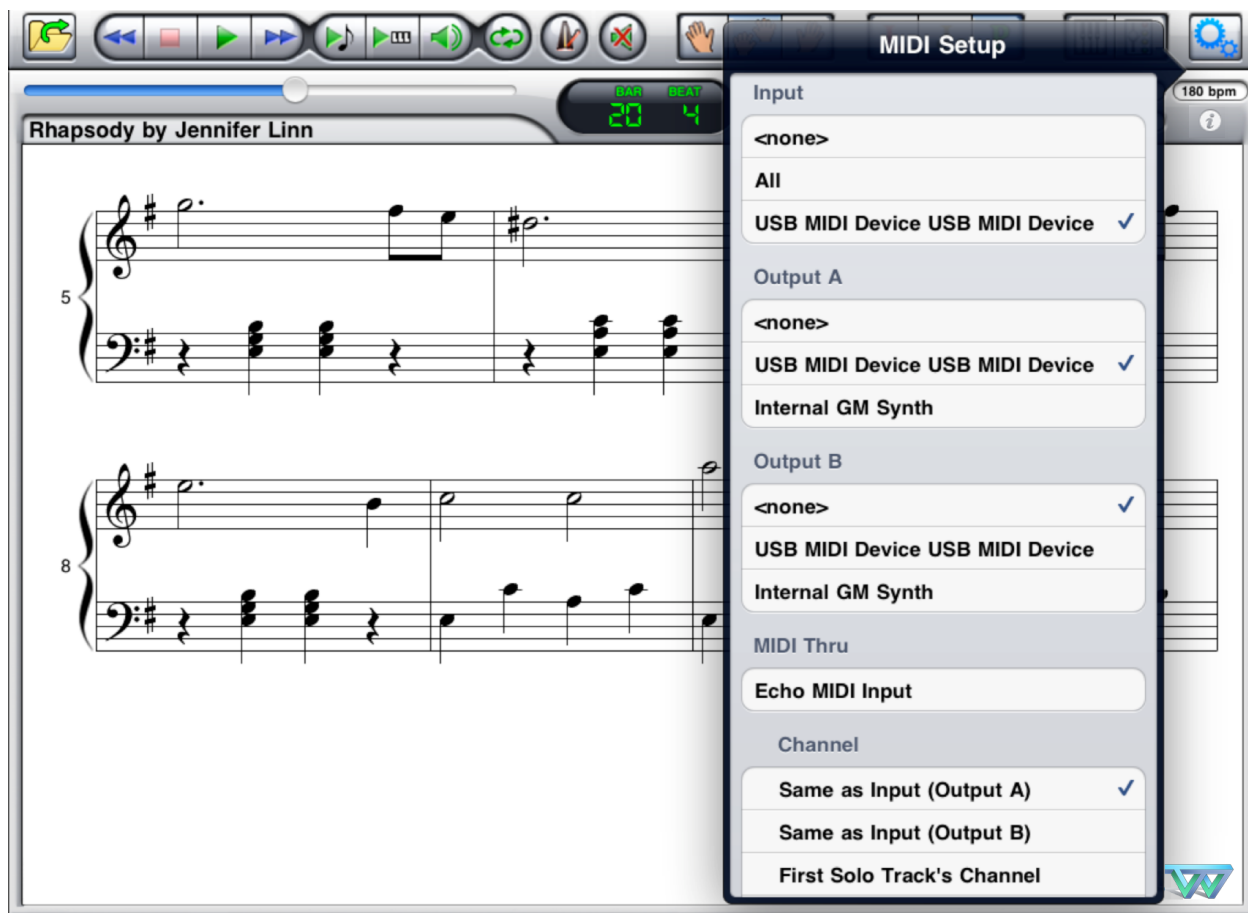 MIDI Setup
BAR BEAT
20 4
180 bpm
Rhapsody by Jennifer Linn
Input
<none>
All
USB MIDI Device USB MIDI Device
Output A
<none>
USB MIDI Device USB MIDI Device
Internal GM Synth
Output B
<none>
USB MIDI Device USB MIDI Device
Internal GM Synth
MIDI Thru
Echo MIDI Input
Channel
Same as Input (Output A)
Same as Input (Output B)
First Solo Track's Channel
5
8